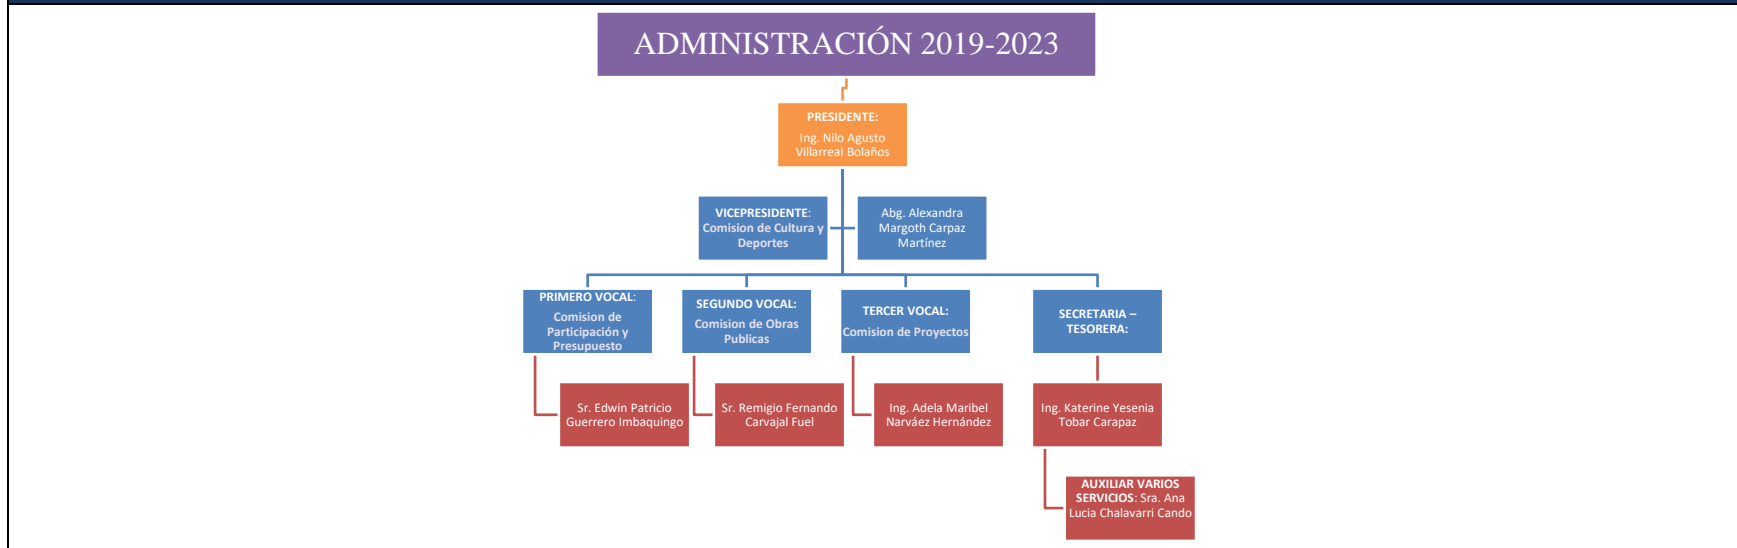 ADMINISTRACIÓN 2019-2023
PRESIDENTE:
Ing. Nilo Agusto
Villarreal Bolaños
VICEPRESIDENTE:
Comision de Cultura y
Deportes
Abg. Alexandra
Margoth Carpaz
Martínez
PRIMERO VOCAL:
Comision de
Participación y
Presupuesto
SEGUNDO VOCAL:
Comision de Obras
Publicas
TERCER VOCAL:
Comision de Proyectos
SECRETARIA –
TESORERA:
Sr. Edwin Patricio
Guerrero Imbaquingo
Sr. Remigio Fernando
Carvajal Fuel
Ing. Adela Maribel
Narváez Hernández
Ing. Katerine Yesenia
Tobar Carapaz
AUXILIAR VARIOS
SERVICIOS: Sra. Ana
Lucia Chalavarri Cando